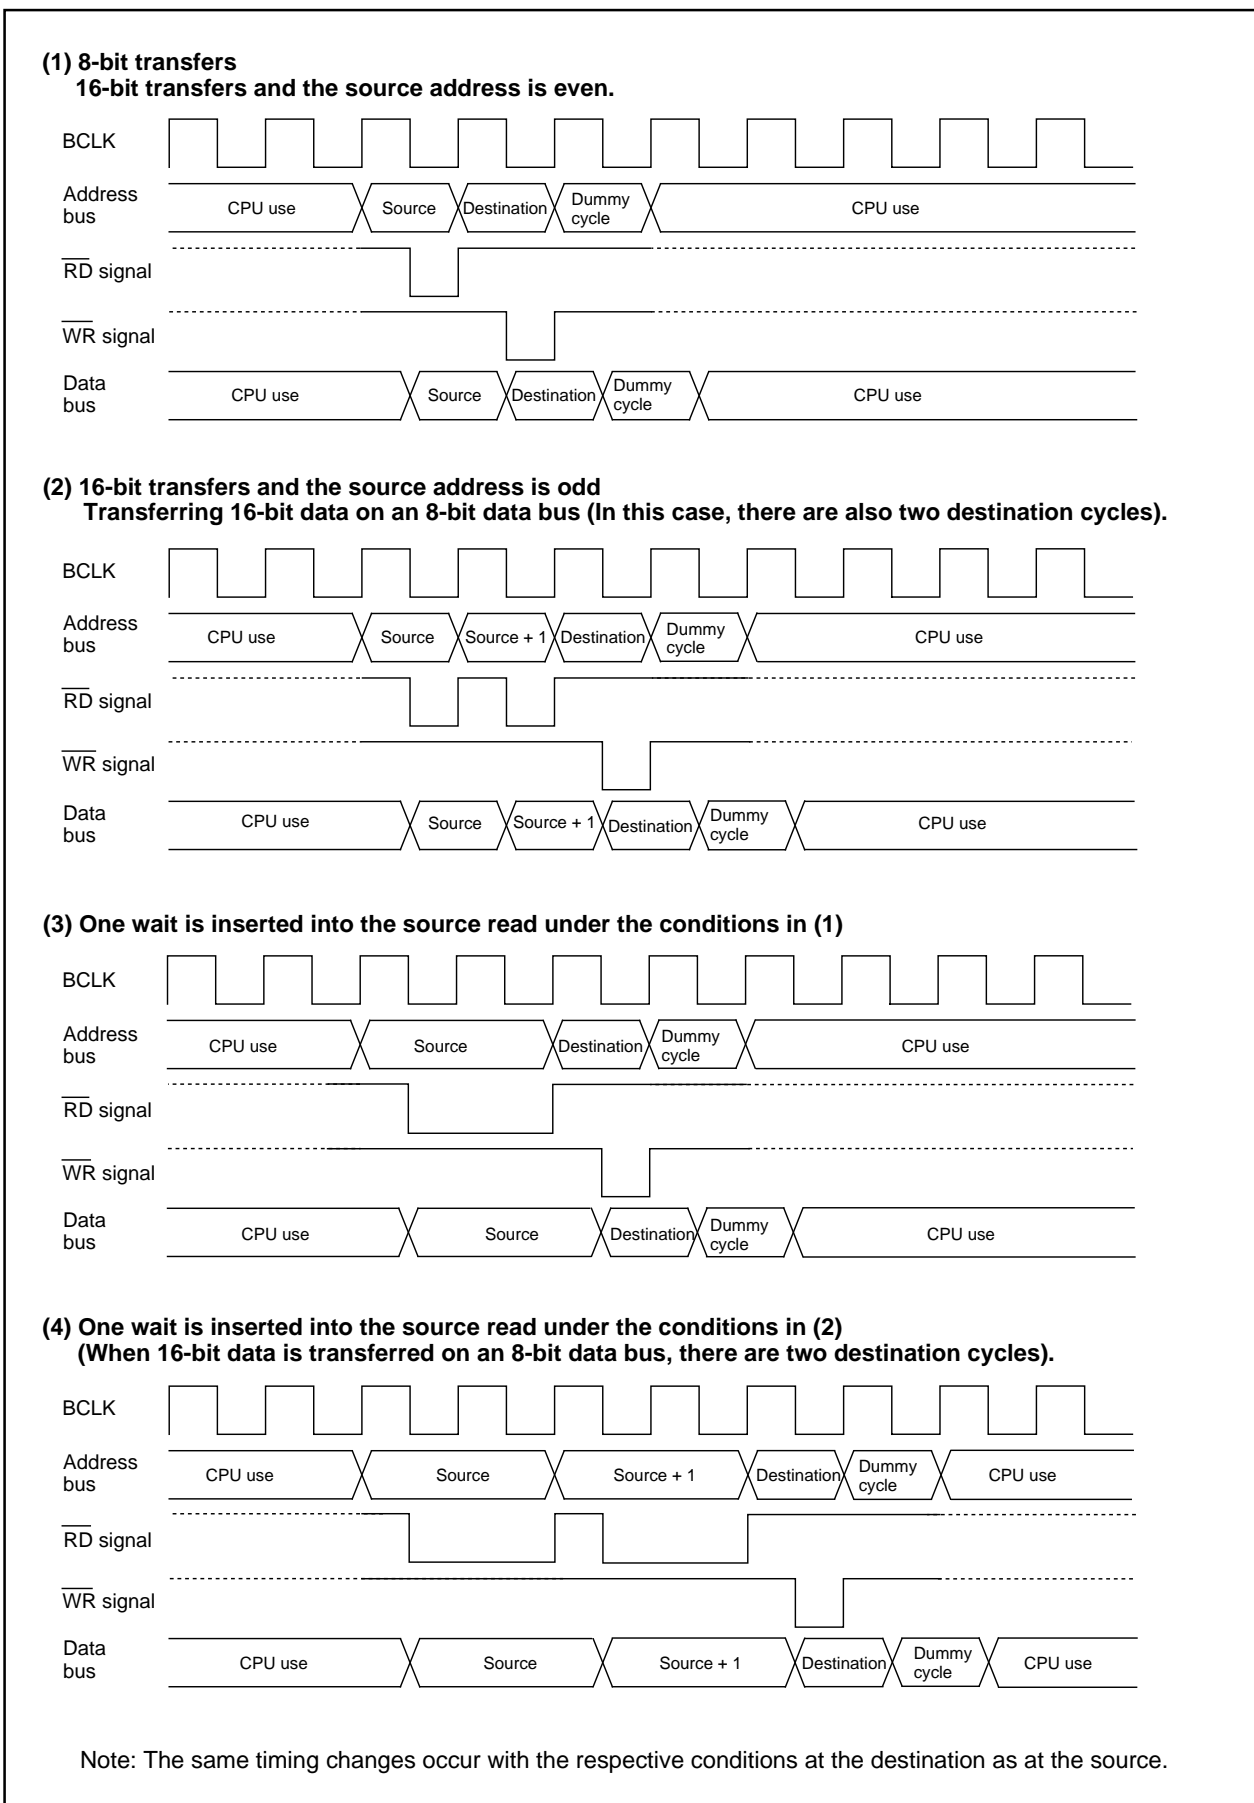 (1) 8-bit transfers
16-bit transfers and the source address is even.
BCLK
Address
bus
CPU use
Source
Destination
Dummy
cycle
CPU use
RD signal
WR signal
Data
bus
CPU use
Source
Destination
Dummy
cycle
CPU use
(2) 16-bit transfers and the source address is odd
Transferring 16-bit data on an 8-bit data bus (In this case, there are also two destination cycles).
BCLK
Address
bus
CPU use
Source
Source + 1
Destination
Dummy
cycle
CPU use
RD signal
WR signal
Data
bus
CPU use
Source
Source + 1
Destination
Dummy
cycle
CPU use
(3) One wait is inserted into the source read under the conditions in (1)
BCLK
Address
bus
CPU use
Source
Destination
Dummy
cycle
CPU use
RD signal
WR signal
Data
bus
CPU use
Source
Destination
Dummy
cycle
CPU use
(4) One wait is inserted into the source read under the conditions in (2)
(When 16-bit data is transferred on an 8-bit data bus, there are two destination cycles).
BCLK
Address
bus
CPU use
Source
Source + 1
Destination
Dummy
cycle
CPU use
RD signal
WR signal
Data
bus
CPU use
Source
Source + 1
Destination
Dummy
cycle
CPU use
Note: The same timing changes occur with the respective conditions at the destination as at the source.